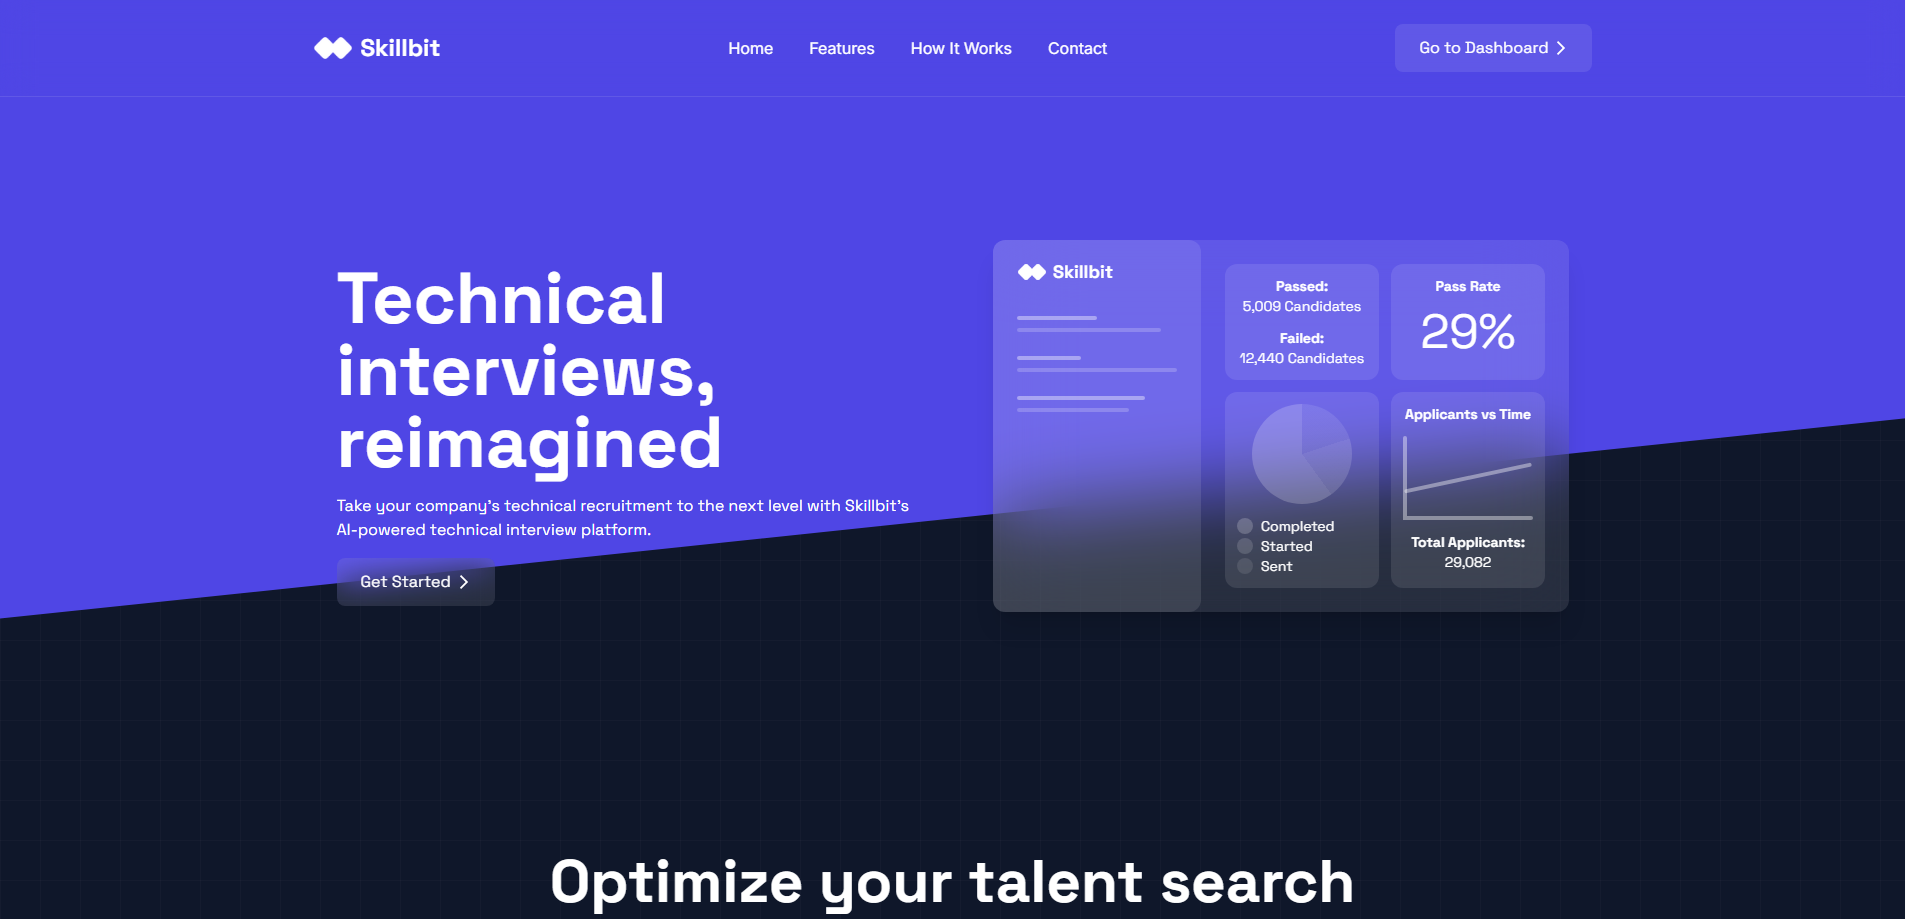 Skillbit
Home
Features
How It Works
Contact
Go to Dashboard
Technical
interviews,
reimagined
Take your company's technical recruitment to the next level with Skillbit's
AI-powered technical interview platform.
Get Started
Skillbit
Passed:
5,009 Candidates
Failed:
12,440 Candidates
Pass Rate
29%
Completed
Started
Sent
Applicants vs Time
Total Applicants:
29,082
Optimize your talent search